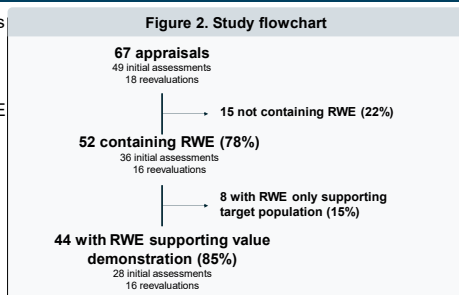 s
Figure 2. Study flowchart
67 appraisals
49 initial assessments
18 reevaluations
E
15 not containing RWE (22%)
52 containing RWE (78%)
36 initial assessments
16 reevaluations
8 with RWE only supporting
target population (15%)
44 with RWE supporting value
demonstration (85%)
28 initial assessments
16 reevaluations